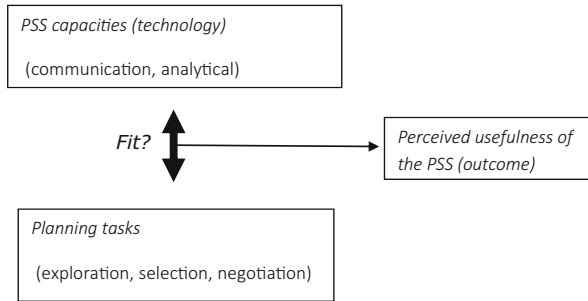 PSS capacities (technology)
(communication, analytical)
Fit?
Perceived usefulness of
the PSS (outcome)
Planning tasks
(exploration, selection, negotiation)